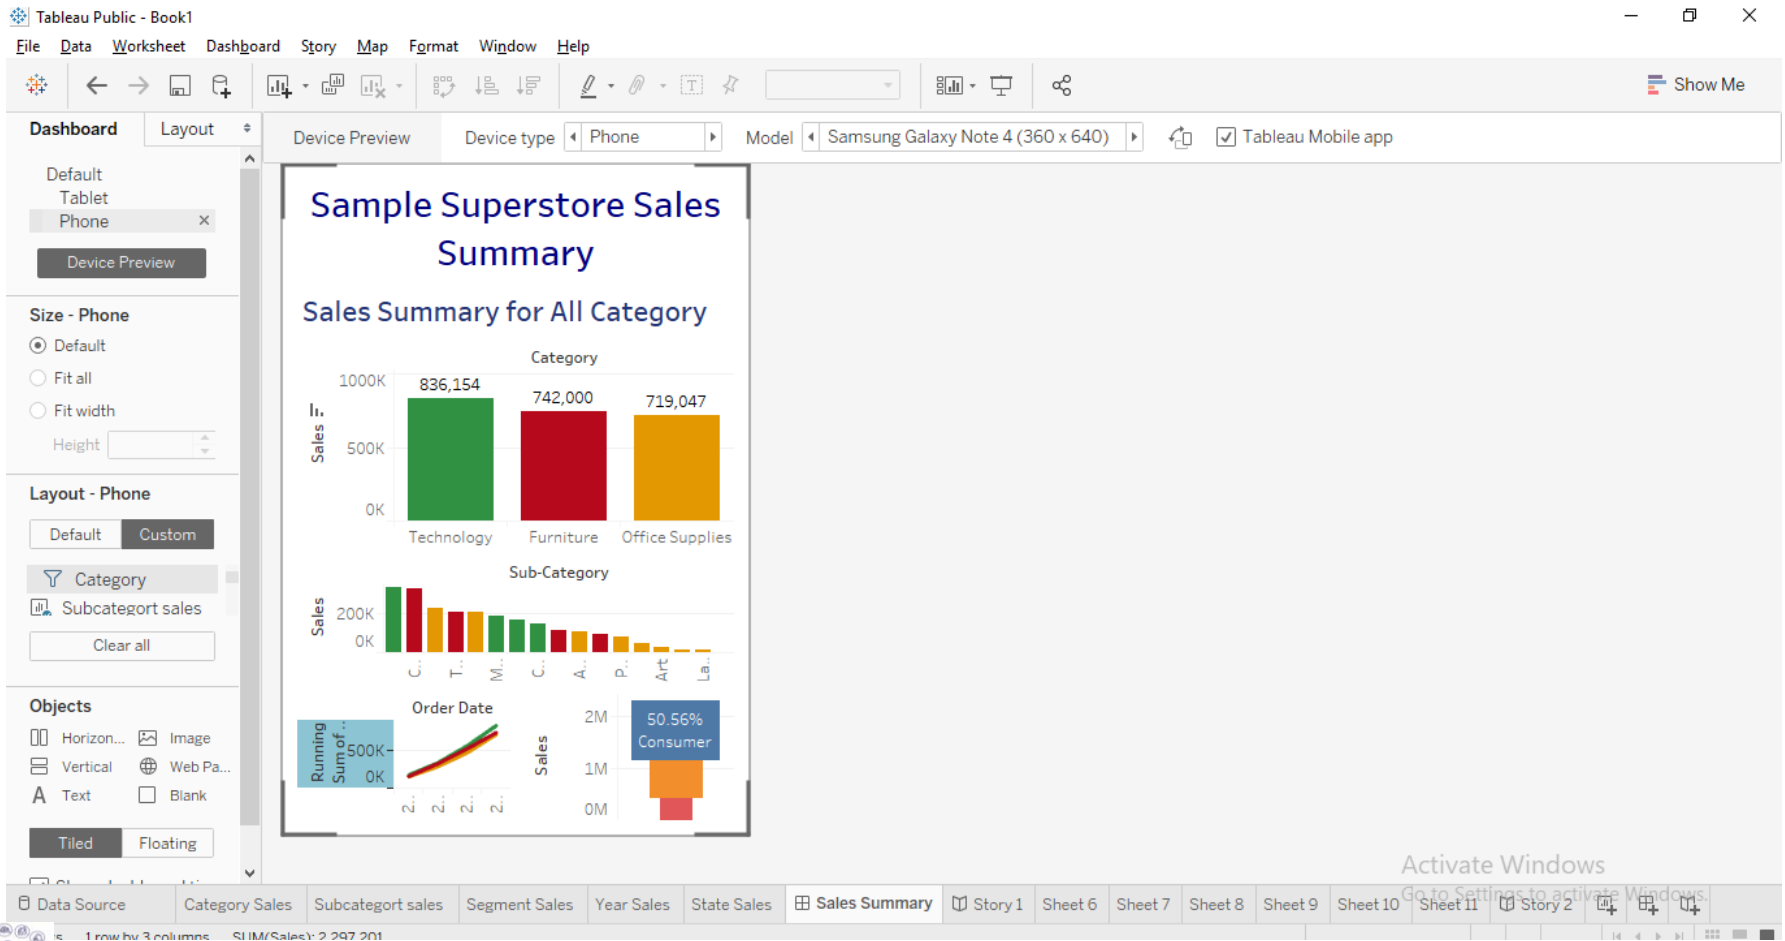 Tableau Public - Book1
File Data Worksheet Dashboard Story Map Format Window Help
Show Me
Dashboard Layout
Device Preview Device type Phone Model Samsung Galaxy Note 4 (360 x 640) Tableau Mobile app
Default
Tablet
Phone
Device Preview
Size - Phone
Default
Fit all
Fit width
Height
Layout - Phone
Default Custom
Category
Subcategort sales
Clear all
Objects
Horizon... Image
Vertical Web Pa...
Text Blank
Tiled Floating
Sample Superstore Sales
Summary
Sales Summary for All Category
Category
Sales
1000K
500K
0K
836,154 742,000 719,047
Technology Furniture Office Supplies
Sub-Category
Sales
200K
0K
C.. T.. M.. C.. A.. P.. Art La..
Order Date
Running
Sum of ..
500K
0K
2.. 2.. 2.. 2..
Sales
2M
1M
0M
50.56%
Consumer
Activate Windows
Go to Settings to activate Windows.
Data Source Category Sales Subcategort sales Segment Sales Year Sales State Sales Sales Summary Story 1 Sheet 6 Sheet 7 Sheet 8 Sheet 9 Sheet 10 Sheet 11 Story 2
1 row by 3 columns SUM(Sales): 2,297,201